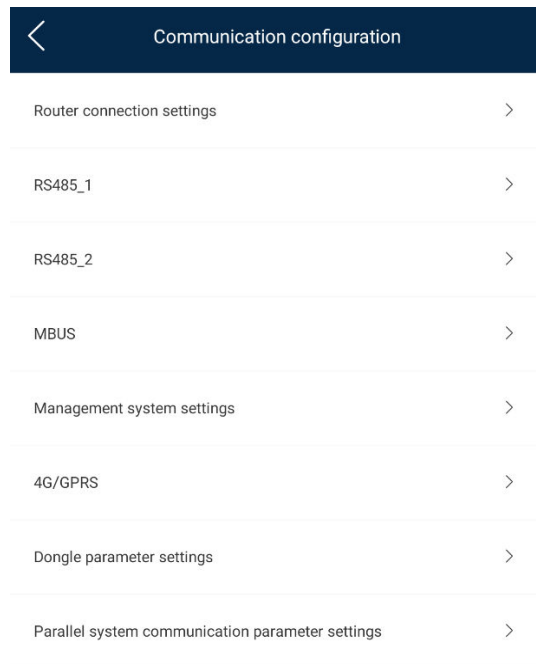 Communication configuration
Router connection settings
RS485_1
RS485_2
MBUS
Management system settings
4G/GPRS
Dongle parameter settings
Parallel system communication parameter settings